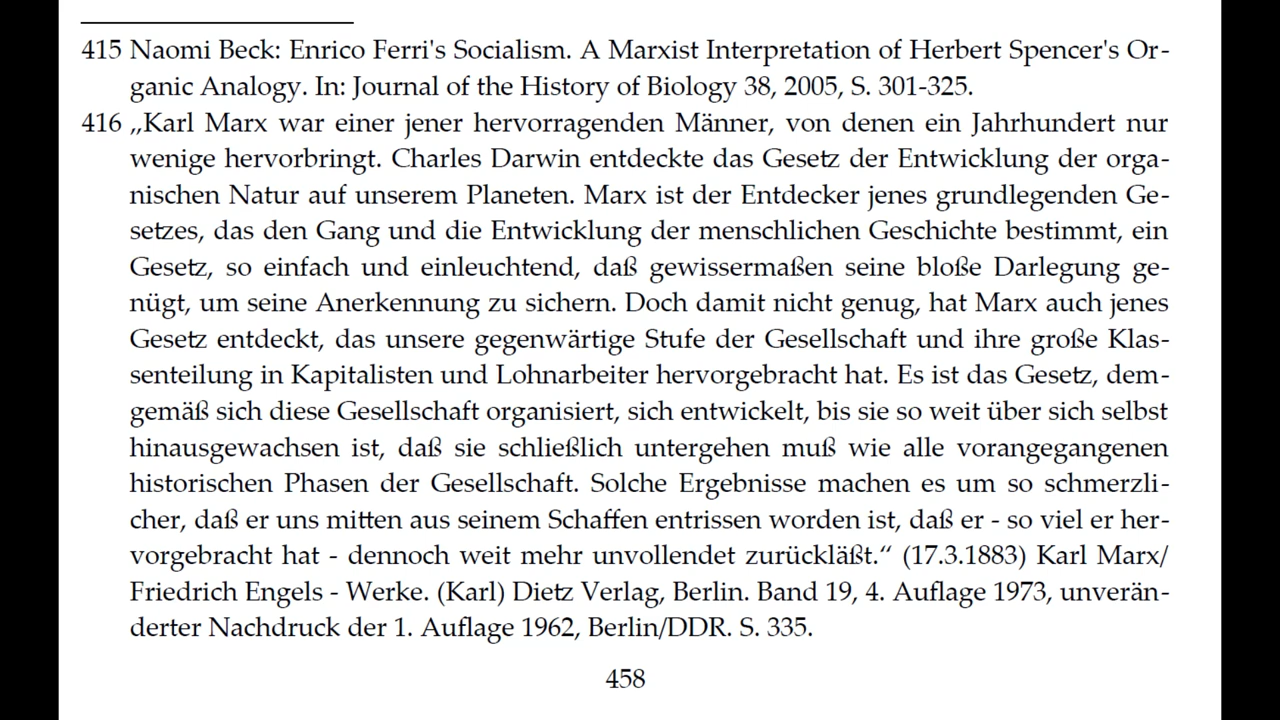 415 Naomi Beck: Enrico Ferri's Socialism. A Marxist Interpretation of Herbert Spencer's Or-
ganic Analogy. In: Journal of the History of Biology 38, 2005, S. 301-325.
416 „Karl Marx war einer jener hervorragenden Männer, von denen ein Jahrhundert nur
wenige hervorbringt. Charles Darwin entdeckte das Gesetz der Entwicklung der orga-
nischen Natur auf unserem Planeten. Marx ist der Entdecker jenes grundlegenden Ge-
setzes, das den Gang und die Entwicklung der menschlichen Geschichte bestimmt, ein
Gesetz, so einfach und einleuchtend, daß gewissermaßen seine bloße Darlegung ge-
nügt, um seine Anerkennung zu sichern. Doch damit nicht genug, hat Marx auch jenes
Gesetz entdeckt, das unsere gegenwärtige Stufe der Gesellschaft und ihre große Klas-
senteilung in Kapitalisten und Lohnarbeiter hervorgebracht hat. Es ist das Gesetz, dem-
gemäß sich diese Gesellschaft organisiert, sich entwickelt, bis sie so weit über sich selbst
hinausgewachsen ist, daß sie schließlich untergehen muß wie alle vorangegangenen
historischen Phasen der Gesellschaft. Solche Ergebnisse machen es um so schmerzli-
cher, daß er uns mitten aus seinem Schaffen entrissen worden ist, daß er - so viel er her-
vorgebracht hat - dennoch weit mehr unvollendet zurückläßt.“ (17.3.1883) Karl Marx/
Friedrich Engels - Werke. (Karl) Dietz Verlag, Berlin. Band 19, 4. Auflage 1973, unverän-
derter Nachdruck der 1. Auflage 1962, Berlin/DDR. S. 335.
458